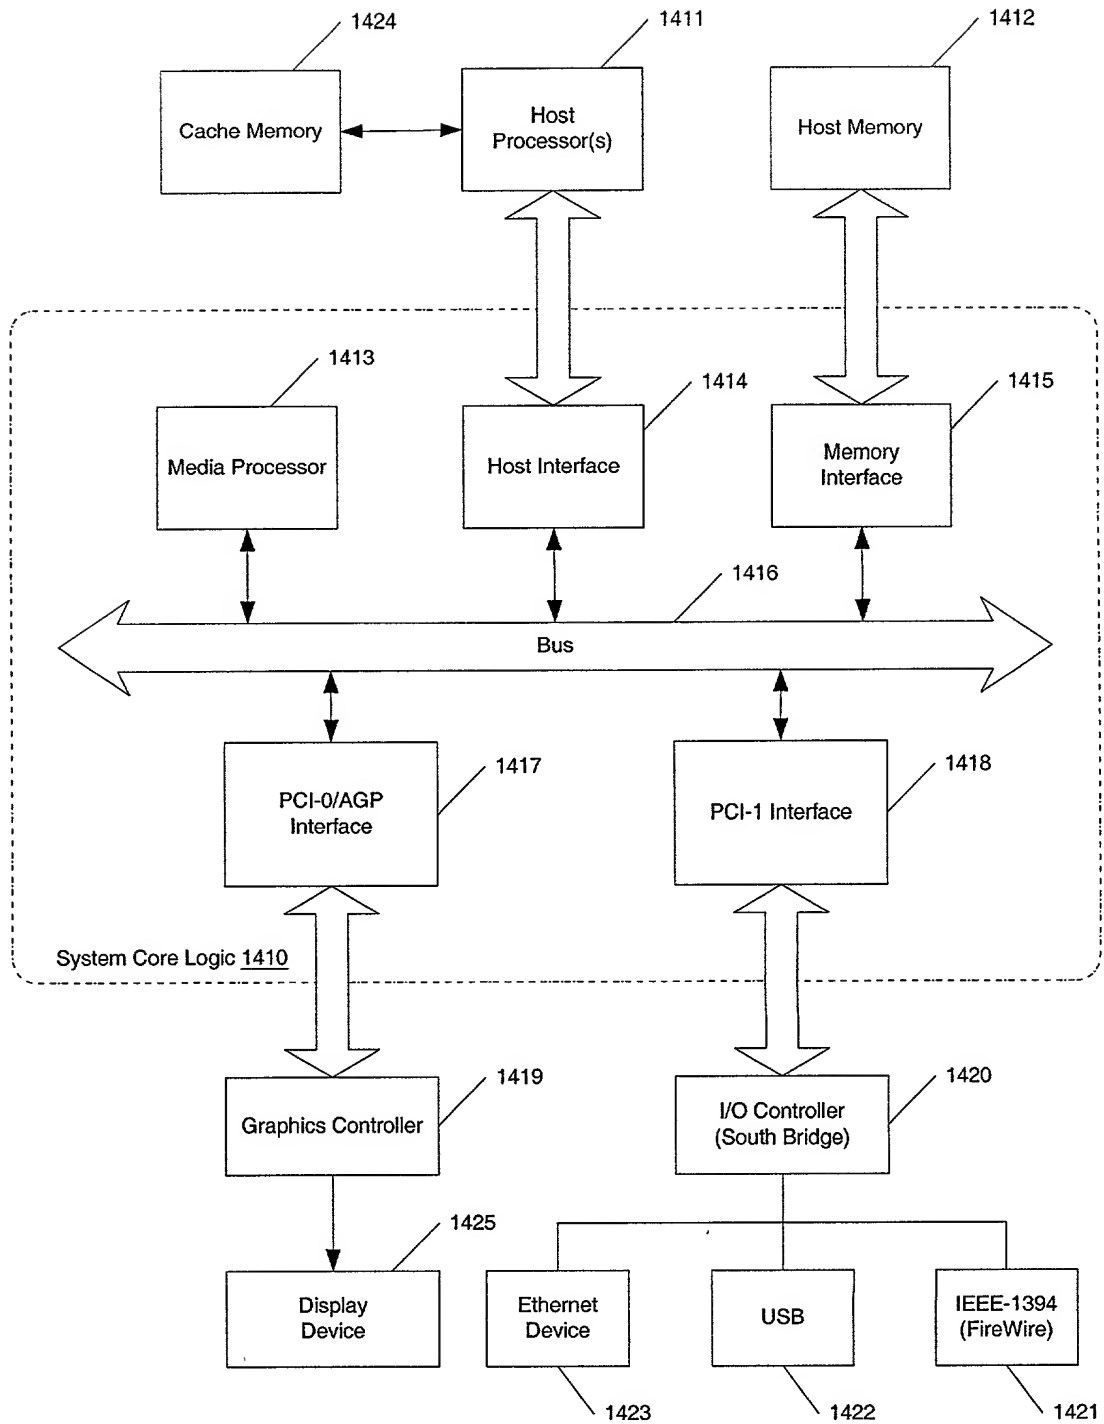 1424
1411
1412
Cache Memory
Host
Processor(s)
Host Memory
1413
1414
1415
Media Processor
Host Interface
Memory
Interface
1416
Bus
1417
1418
PCI-0/AGP
Interface
PCI-1 Interface
System Core Logic 1410
1419
1420
Graphics Controller
I/O Controller
(South Bridge)
1425
Display
Device
Ethernet
Device
USB
IEEE-1394
(FireWire)
1423
1422
1421